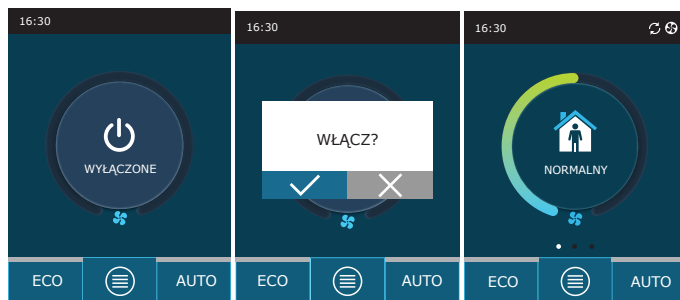 16:30
WYŁĄCZONE
ECO
AUTO
16:30
WŁĄCZ?
ECO
AUTO
16:30
NORMALNY
ECO
AUTO